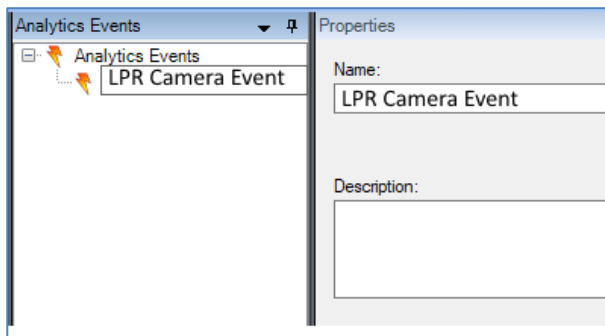 Analytics Events
Analytics Events
LPR Camera Event
Properties
Name:
LPR Camera Event
Description: